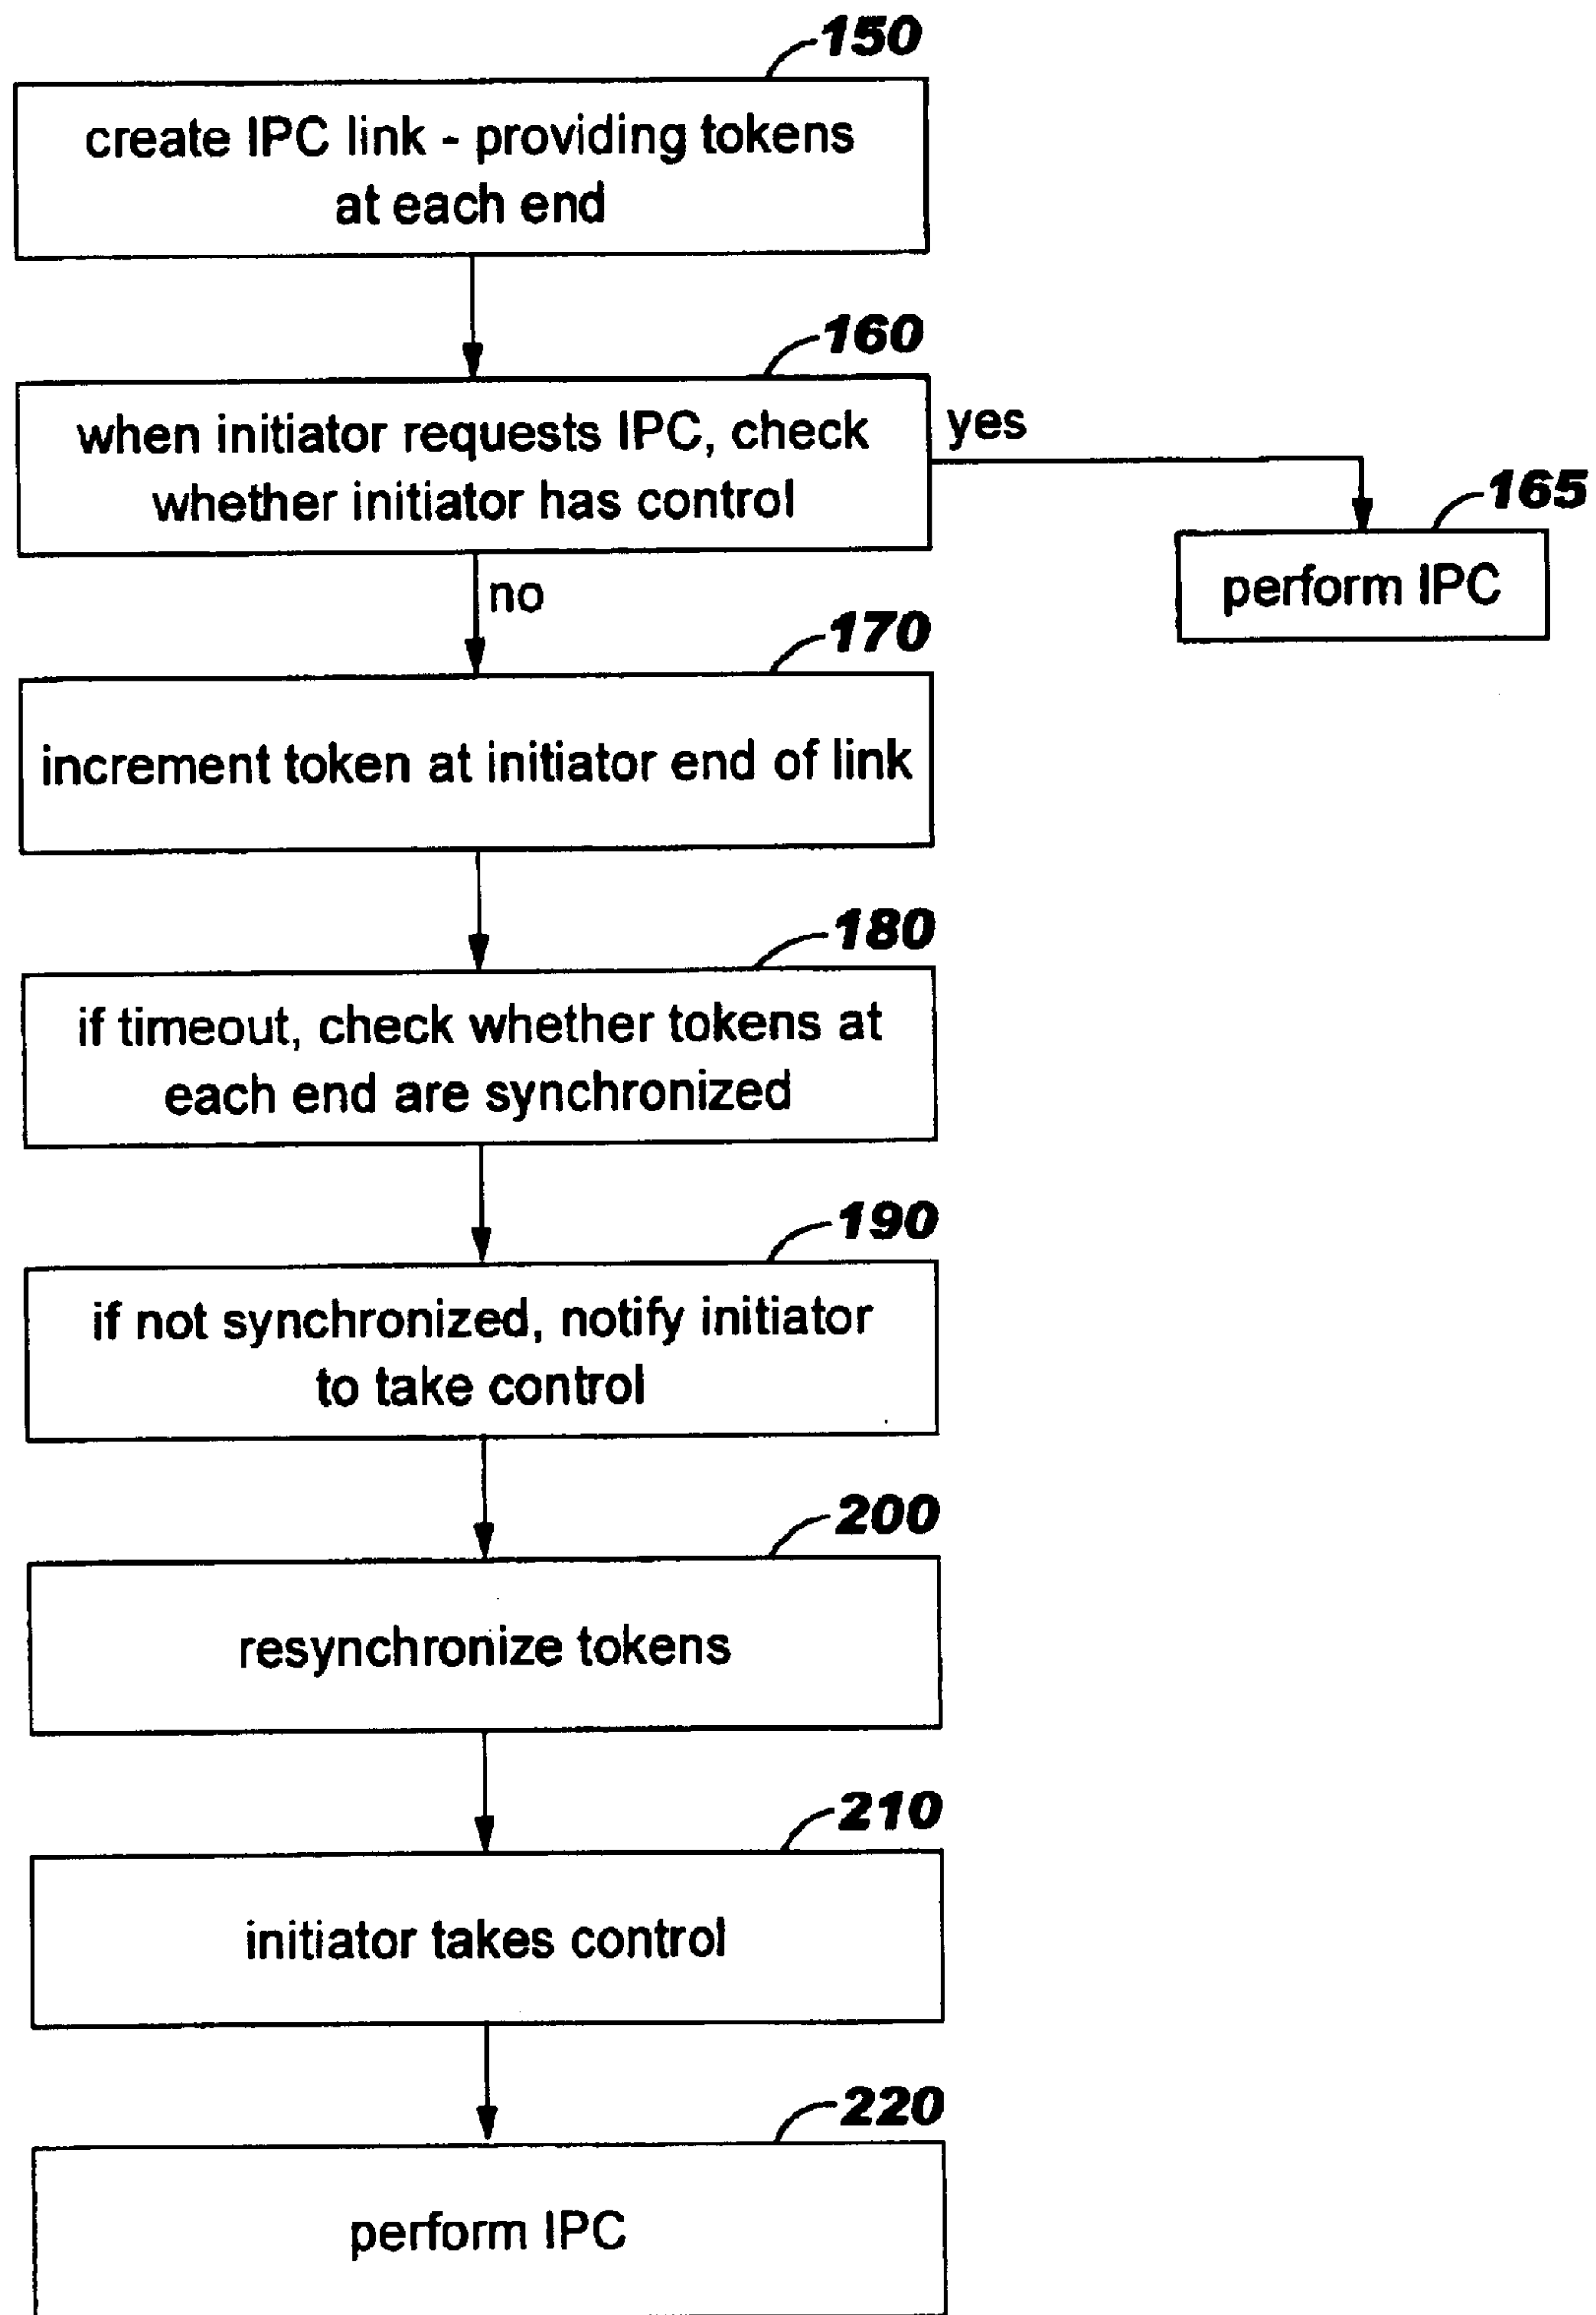 150
create IPC link - providing tokens
at each end
160
when initiator requests IPC, check
whether initiator has control
yes
165
perform IPC
no
170
increment token at initiator end of link
180
if timeout, check whether tokens at
each end are synchronized
190
if not synchronized, notify initiator
to take control
200
resynchronize tokens
210
initiator takes control
220
perform IPC